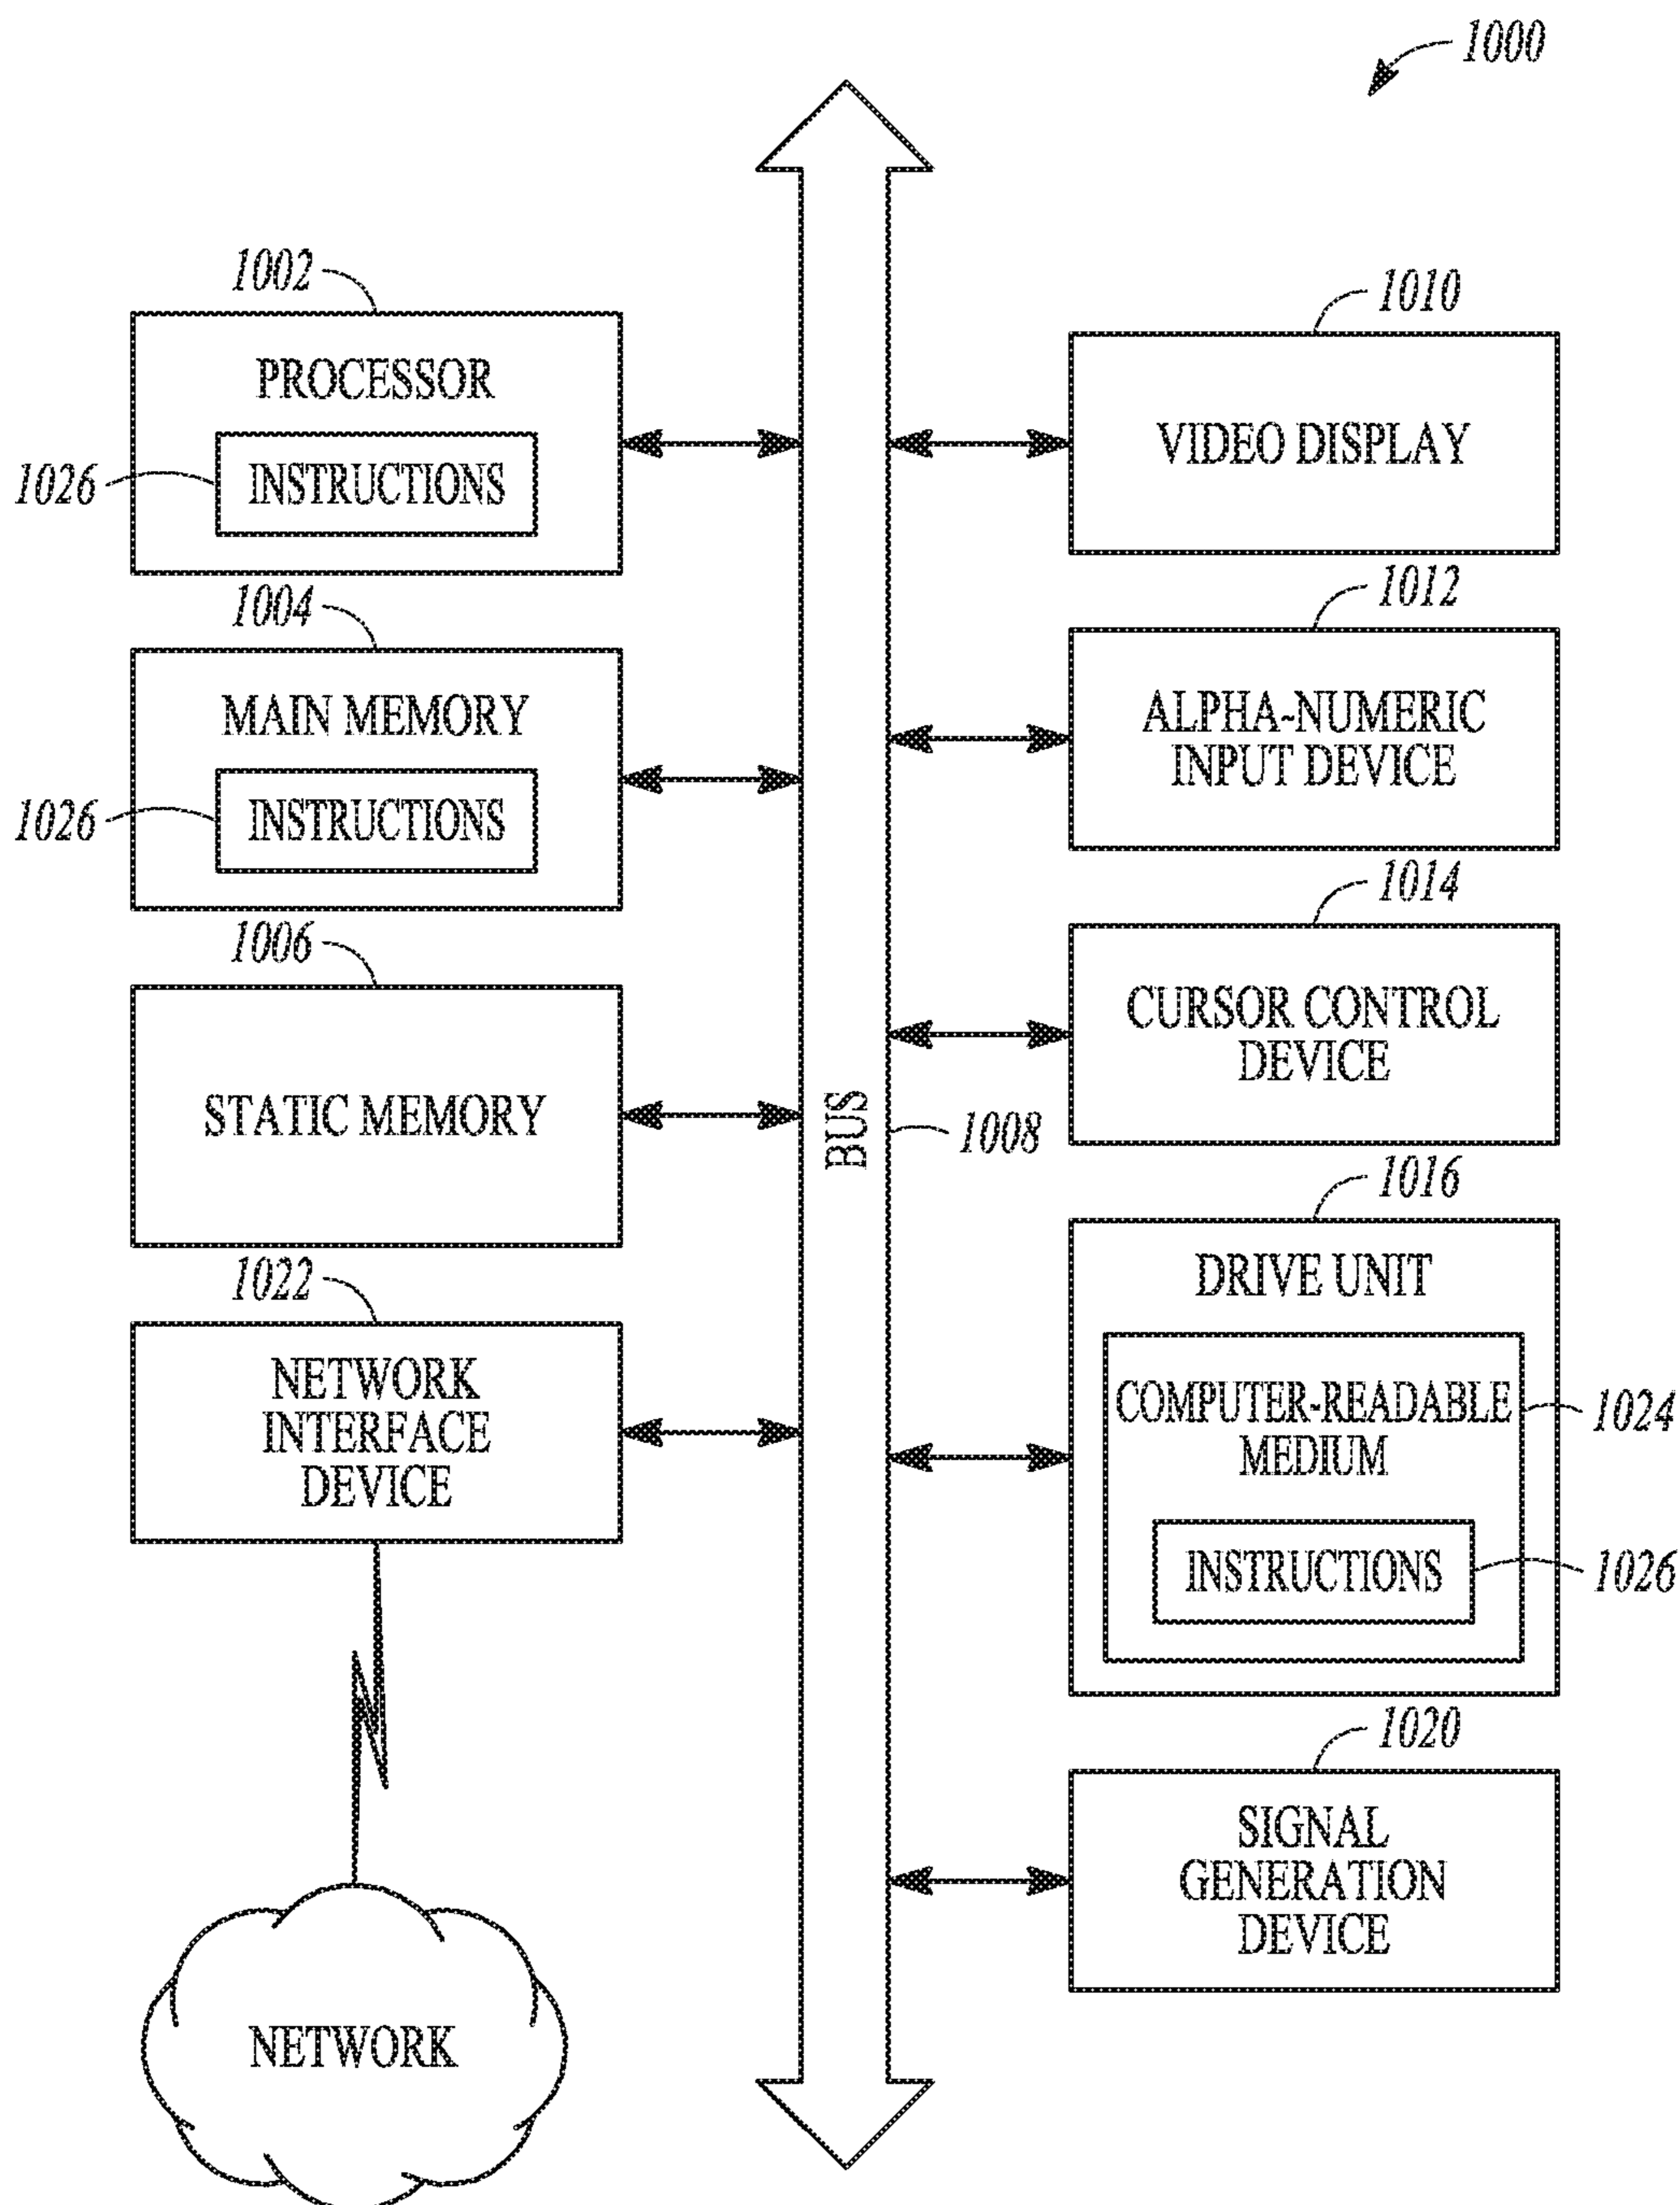 1000
1002
PROCESSOR
1026
INSTRUCTIONS
1004
MAIN MEMORY
1026
INSTRUCTIONS
1006
STATIC MEMORY
1022
NETWORK
INTERFACE
DEVICE
NETWORK
BUS
1008
1010
VIDEO DISPLAY
1012
ALPHA-NUMERIC
INPUT DEVICE
1014
CURSOR CONTROL
DEVICE
1016
DRIVE UNIT
COMPUTER-READABLE
MEDIUM
1024
INSTRUCTIONS
1026
1020
SIGNAL
GENERATION
DEVICE